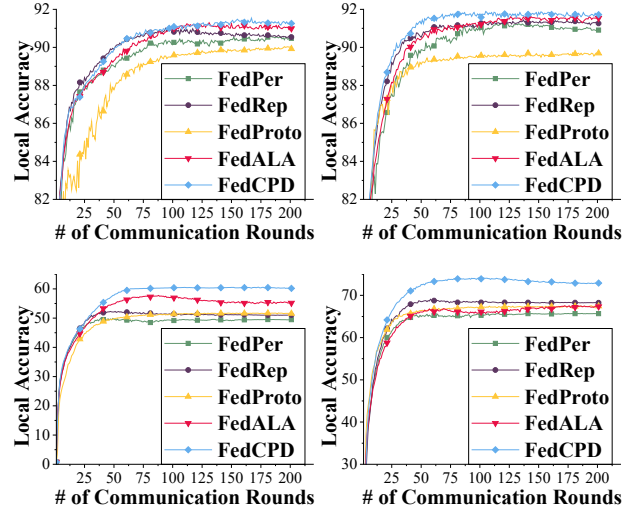 Local Accuracy
92
90
88
86
84
82
25 50 75 100 125 150 175 200
# of Communication Rounds
FedPer
FedRep
FedProto
FedALA
FedCPD
Local Accuracy
92
90
88
86
84
82
25 50 75 100 125 150 175 200
# of Communication Rounds
FedPer
FedRep
FedProto
FedALA
FedCPD
Local Accuracy
60
50
40
30
20
10
0
25 50 75 100 125 150 175 200
# of Communication Rounds
FedPer
FedRep
FedProto
FedALA
FedCPD
Local Accuracy
70
60
50
40
30
25 50 75 100 125 150 175 200
# of Communication Rounds
FedPer
FedRep
FedProto
FedALA
FedCPD